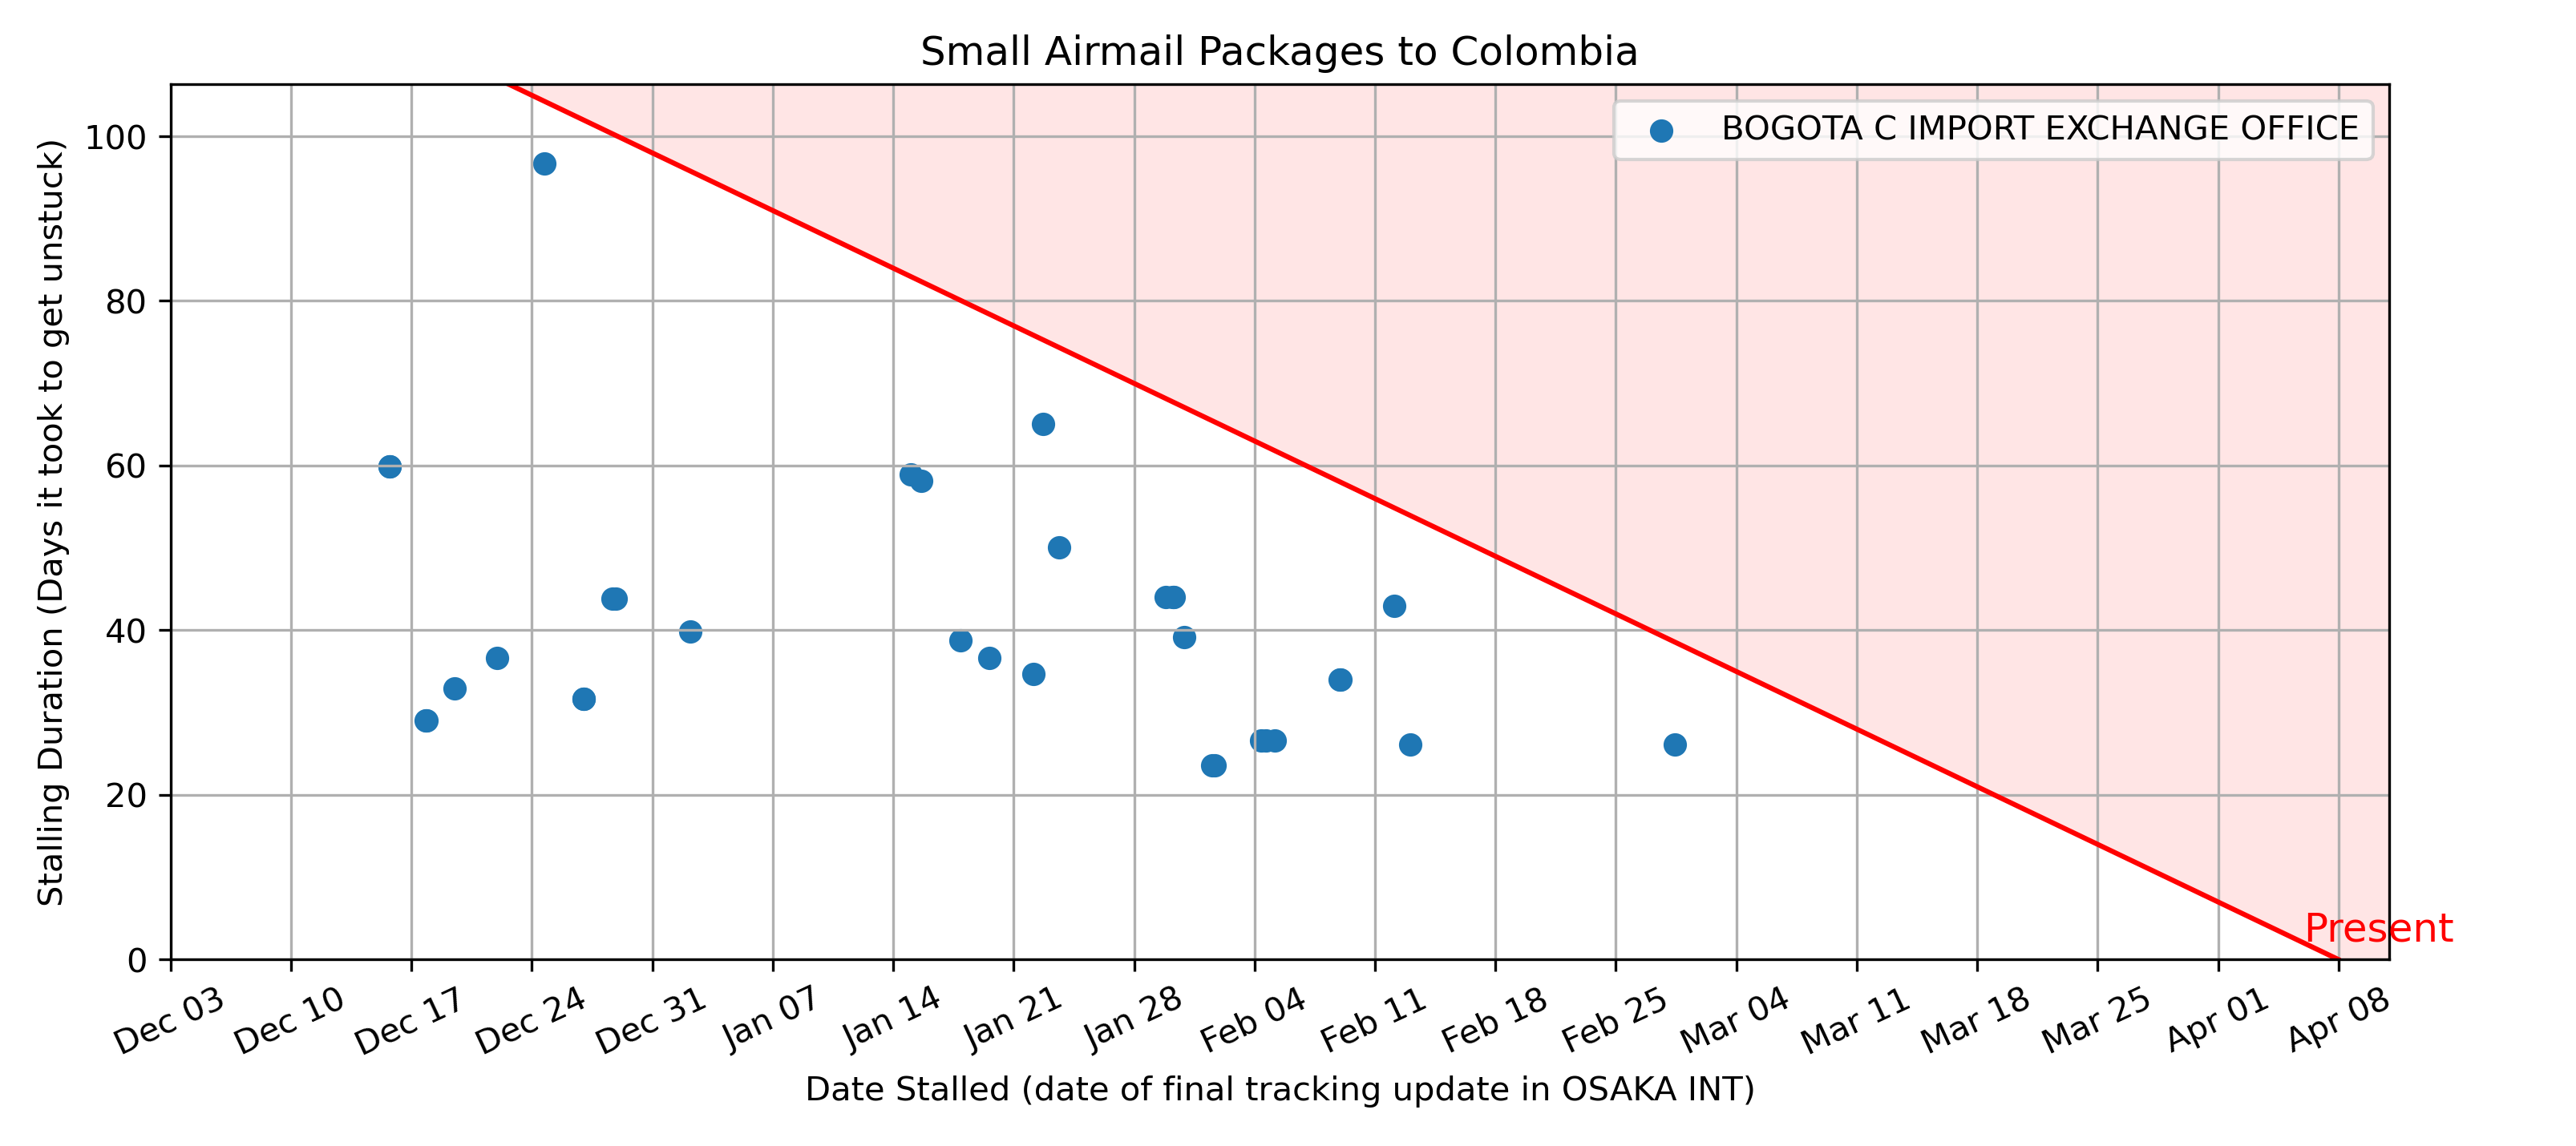 Small Airmail Packages to Colombia
BOGOTA C IMPORT EXCHANGE OFFICE
Stalling Duration (Days it took to get unstuck)
100
80
60
40
20
0
Present
Dec 03
Dec 10
Dec 17
Dec 24
Dec 31
Jan 07
Jan 14
Jan 21
Jan 28
Feb 04
Feb 11
Feb 18
Feb 25
Mar 04
Mar 11
Mar 18
Mar 25
Apr 01
Apr 08
Date Stalled (date of final tracking update in OSAKA INT)